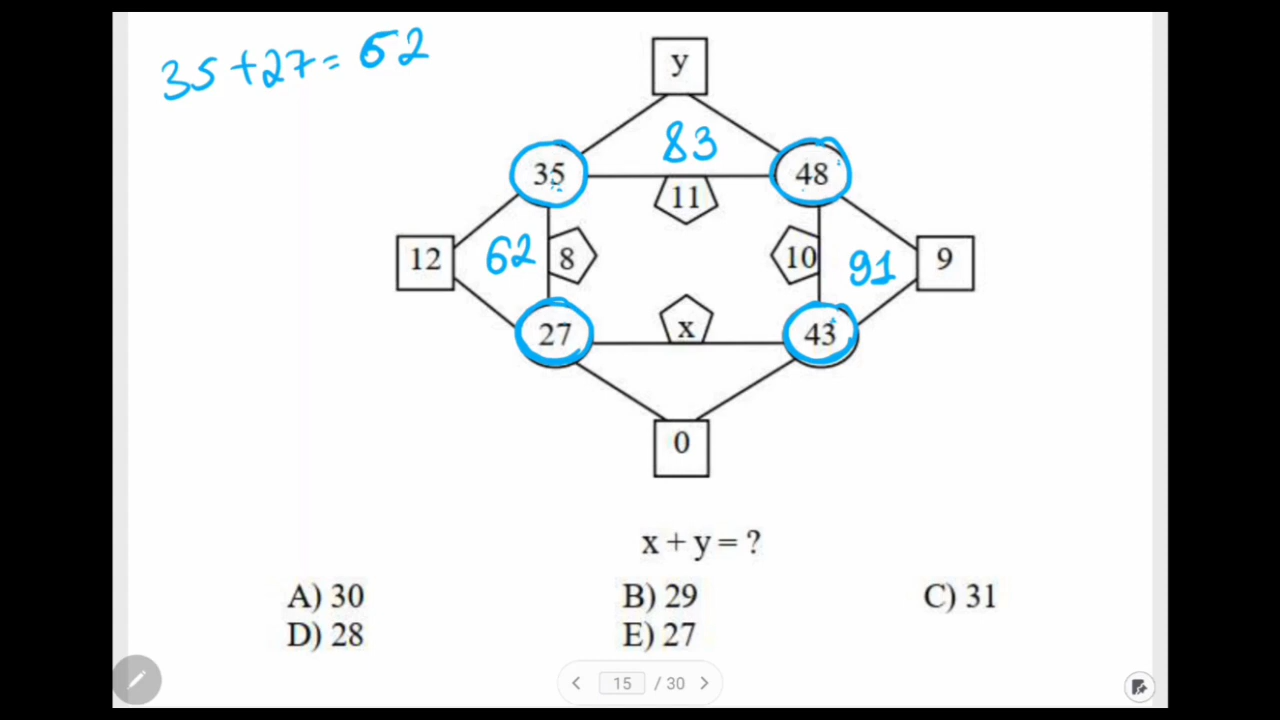 35+27=62
y
83
35
48
11
12
62
8
10
91
9
27
x
43
0
x + y = ?
A) 30 B) 29 C) 31
D) 28 E) 27
15 / 30